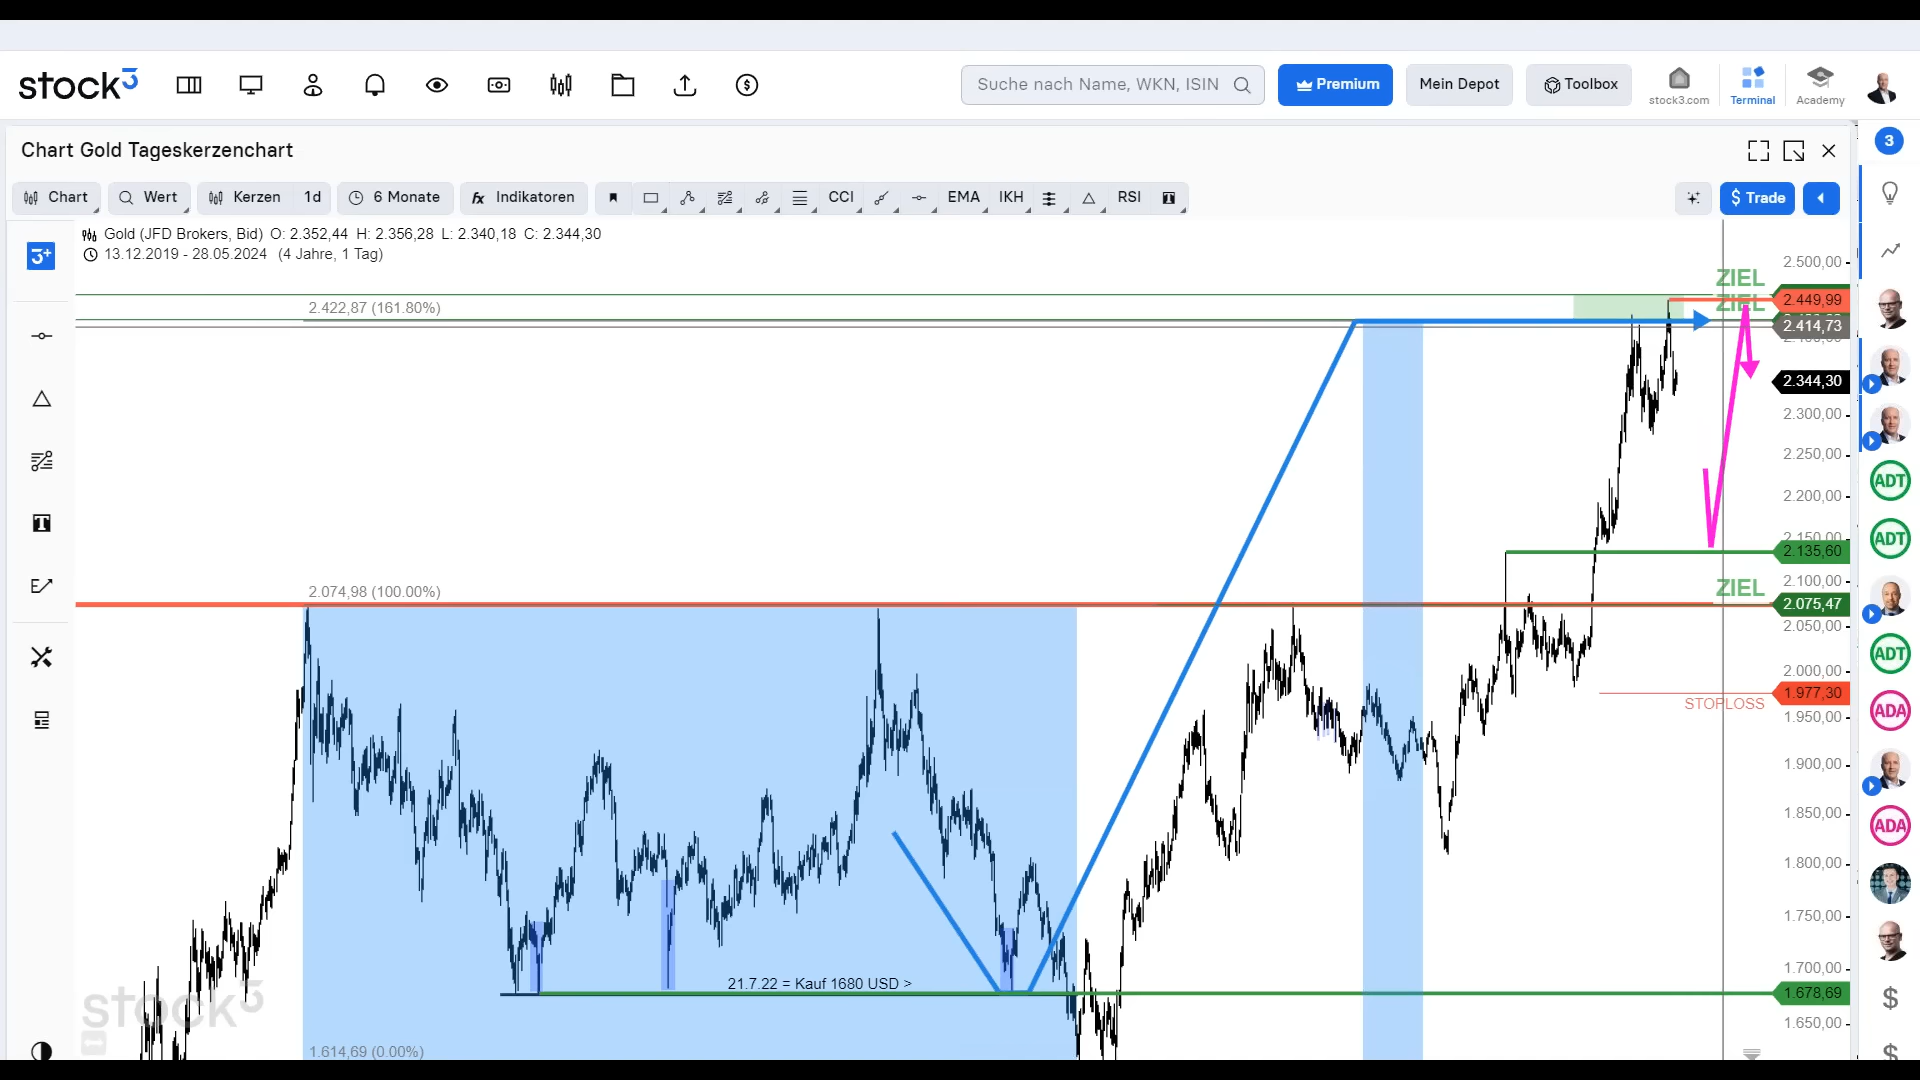 stock3
Suche nach Name, WKN, ISIN
Premium
Mein Depot
Toolbox
stock3.com
Terminal
Academy
Chart Gold Tageskerzenchart
3
Chart
Wert
Kerzen
1d
6 Monate
fx Indikatoren
CCI
EMA
IKH
RSI
$ Trade
Gold (JFD Brokers, Bid) O: 2.352,44 H: 2.356,28 L: 2.340,18 C: 2.344,30
13.12.2019 - 28.05.2024 (4 Jahre, 1 Tag)
3+
2.500,00
ZIEL
ZIEL
2.449,99
2.422,87 (161.80%)
2.414,73
2.344,30
2.300,00
2.250,00
ADT
2.200,00
2.150,00
ADT
2.135,60
2.100,00
ZIEL
2.074,98 (100.00%)
2.075,47
2.050,00
ADT
2.000,00
1.977,30
STOPLOSS
ADA
1.950,00
1.900,00
1.850,00
ADA
1.800,00
1.750,00
1.700,00
21.7.22 = Kauf 1680 USD >
1.678,69
stock3
1.650,00
1.614,69 (0.00%)